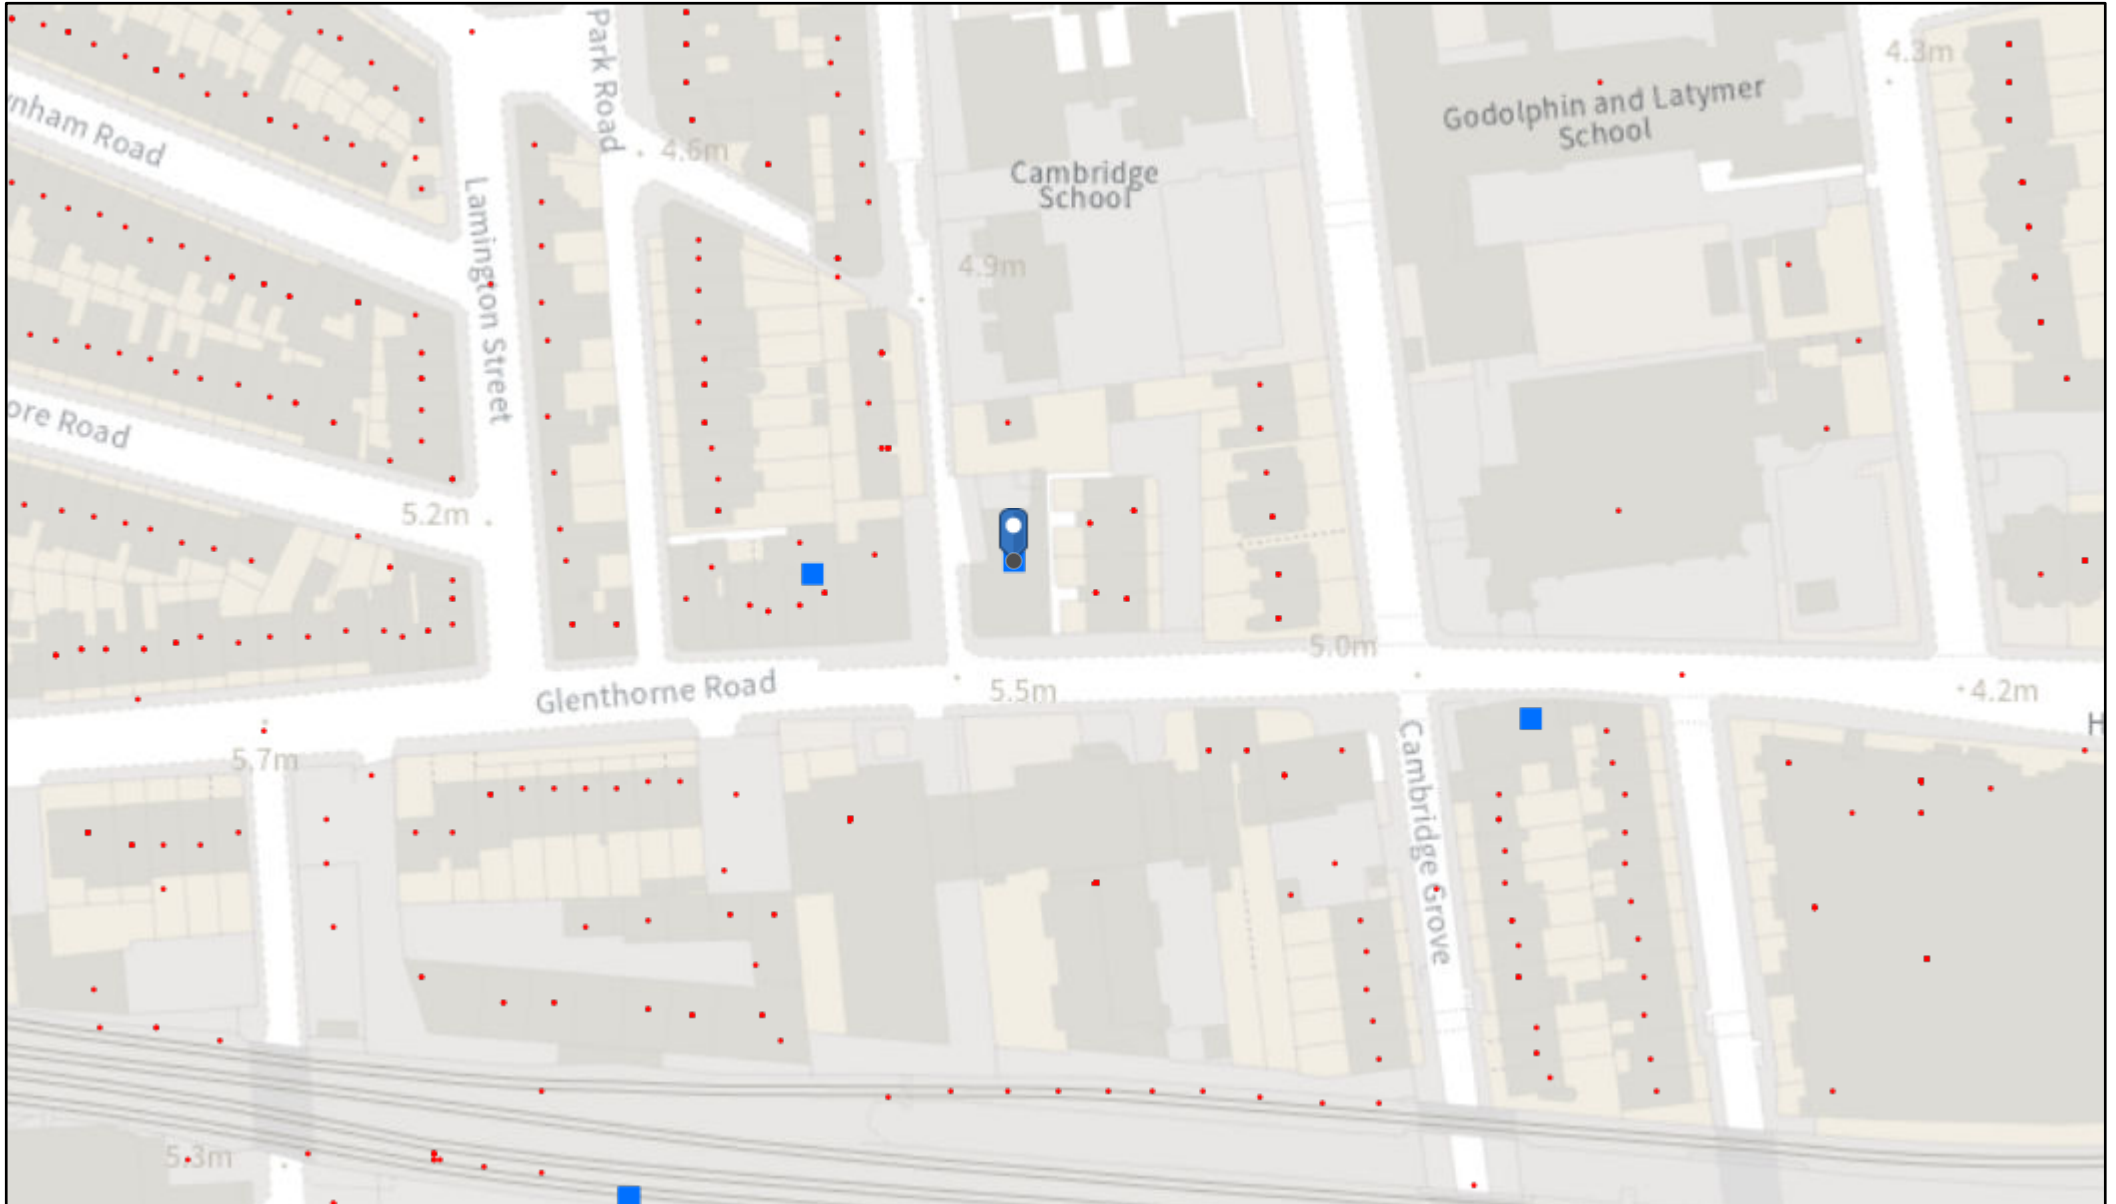 Park Road
4.3m
Godolphin and Latymer
School
nham Road
4.6m
Cambridge
School
Lamington Street
4.9m
ore Road
5.2m
5.0m
Glenthorne Road
5.5m
4.2m
H
5.7m
Cambridge Grove
5.3m